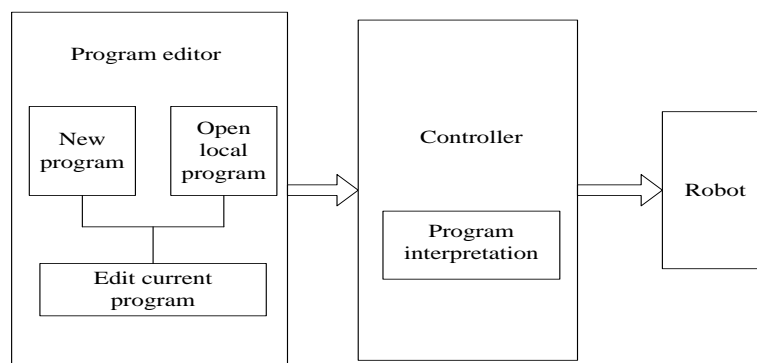 Program editor
New
program
Open
local
program
Edit current
program
Controller
Program
interpretation
Robot